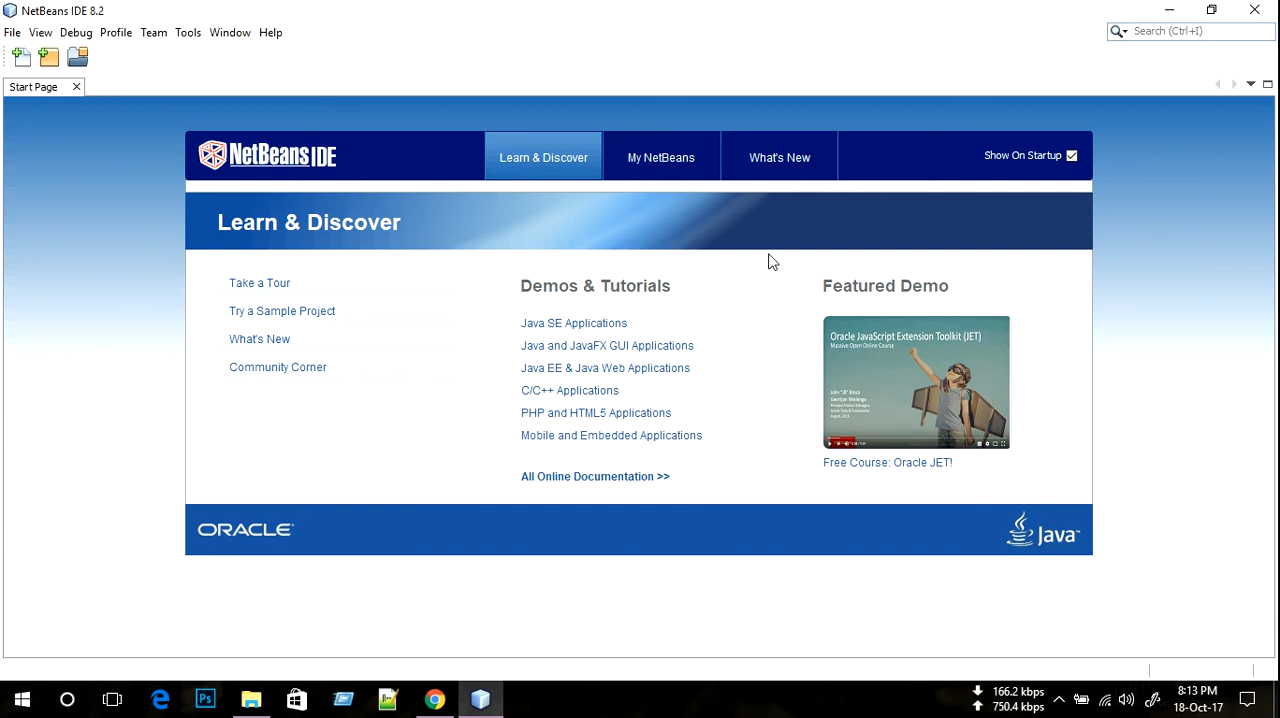 NetBeans IDE 8.2
File View Debug Profile Team Tools Window Help
Search (Ctrl+I)
Start Page
NetBeans IDE
Learn & Discover
My NetBeans
What's New
Show On Startup
Learn & Discover
Take a Tour
Try a Sample Project
What's New
Community Corner
Demos & Tutorials
Java SE Applications
Java and JavaFX GUI Applications
Java EE & Java Web Applications
C/C++ Applications
PHP and HTML5 Applications
Mobile and Embedded Applications
All Online Documentation >>
Featured Demo
Oracle JavaScript Extension Toolkit (JET)
Massive Open Online Course
Free Course: Oracle JET!
ORACLE
Java
Ps
166.2 kbps
750.4 kbps
8:13 PM
18-Oct-17